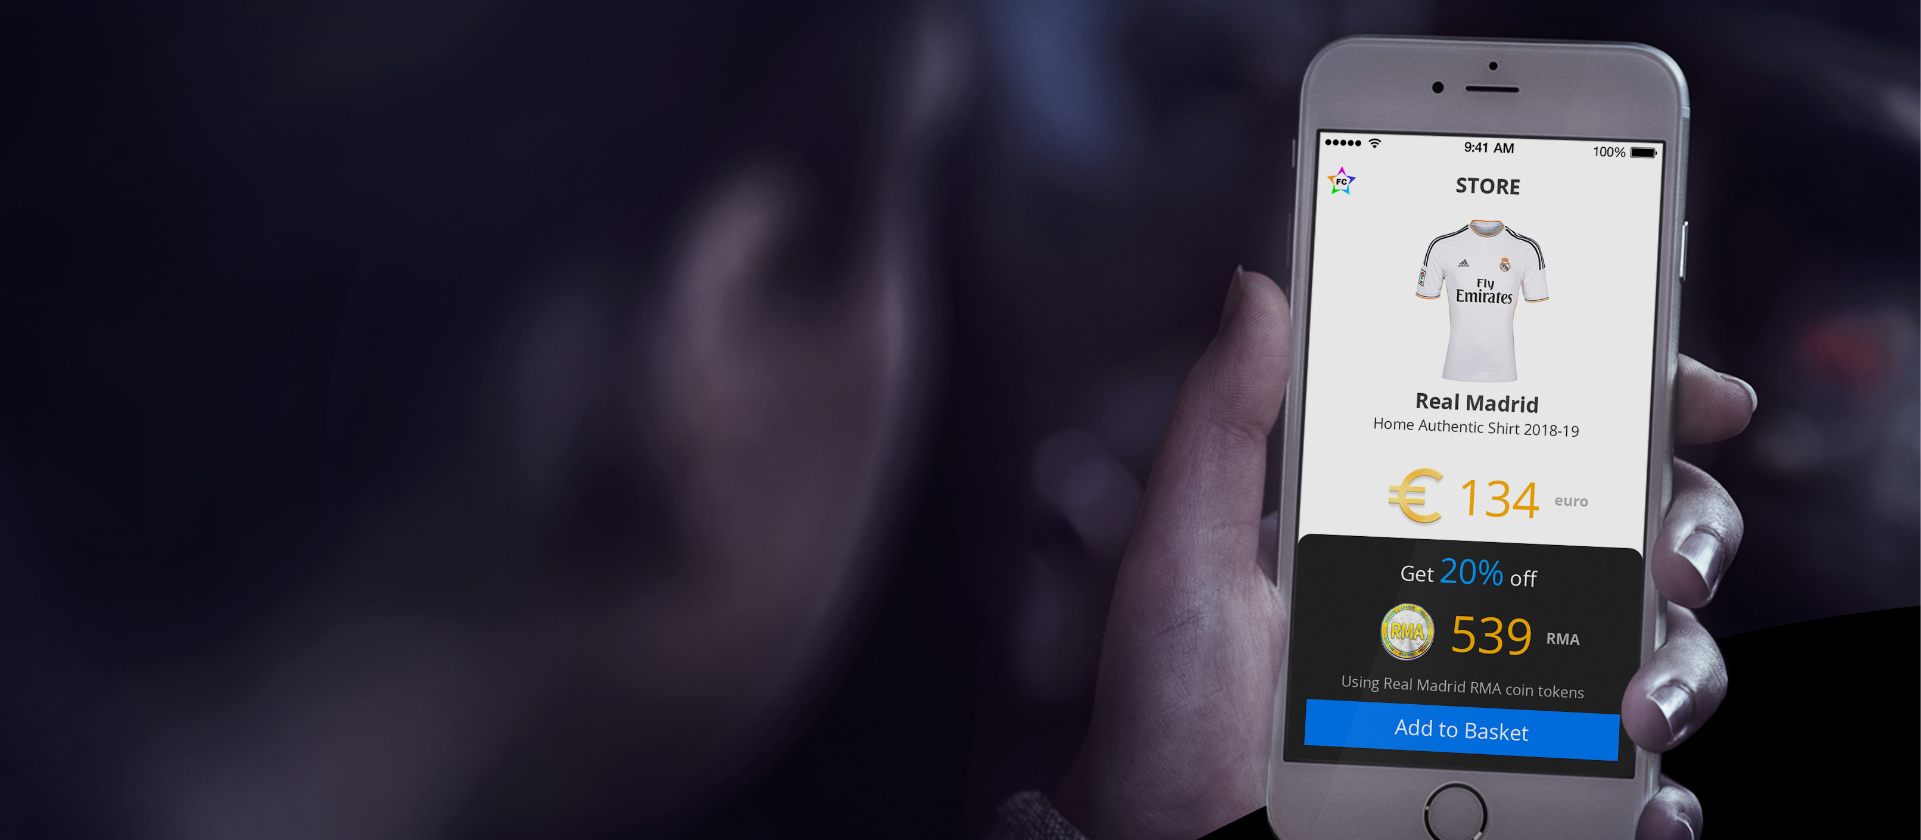 9:41 AM
100%
FC
STORE
Fly
Emirates
Real Madrid
Home Authentic Shirt 2018-19
€ 134 euro
Get 20% off
RMA 539 RMA
Using Real Madrid RMA coin tokens
Add to Basket